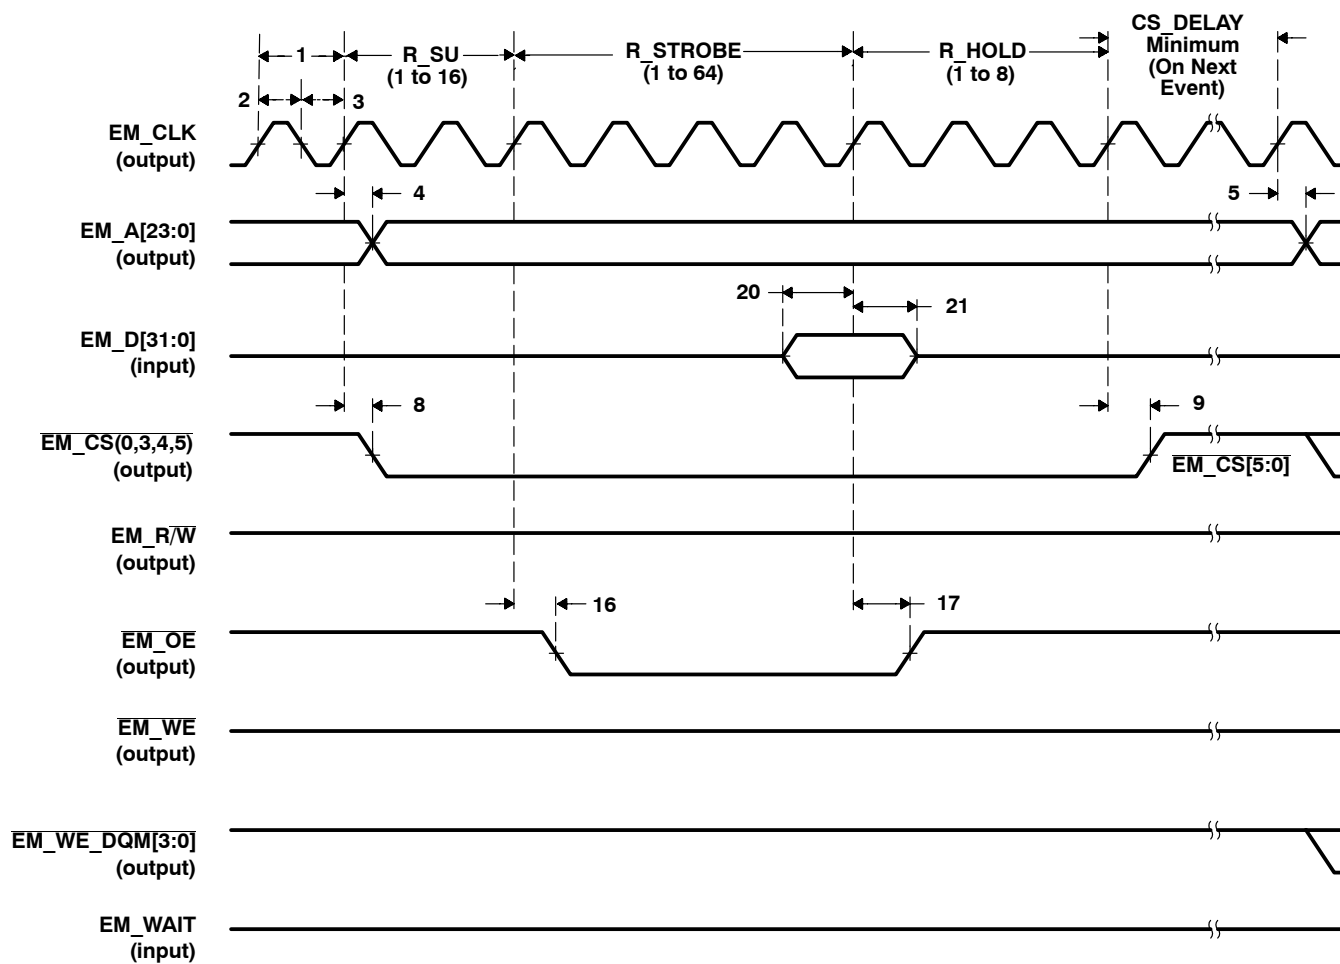 CS_DELAY
Minimum
(On Next
Event)
1
R_SU
(1 to 16)
R_STROBE
(1 to 64)
R_HOLD
(1 to 8)
2
3
EM_CLK
(output)
4
5
EM_A[23:0]
(output)
20
21
EM_D[31:0]
(input)
8
9
EM_CS(0,3,4,5)
(output)
EM_CS[5:0]
EM_R/W
(output)
16
17
EM_OE
(output)
EM_WE
(output)
EM_WE_DQM[3:0]
(output)
EM_WAIT
(input)